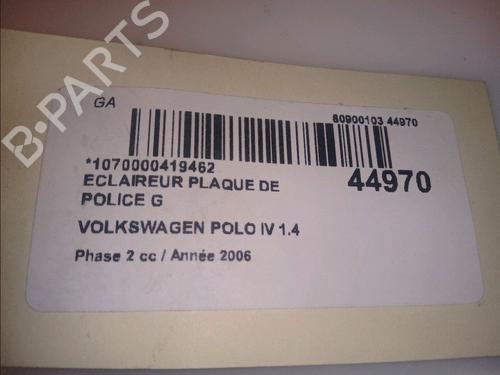 B-PARTS
GA
60900103 44970
*1070000419462
44970
ECLAIREUR PLAQUE DE
POLICE G
VOLKSWAGEN POLO IV 1.4
Phase 2 cc / Année 2006